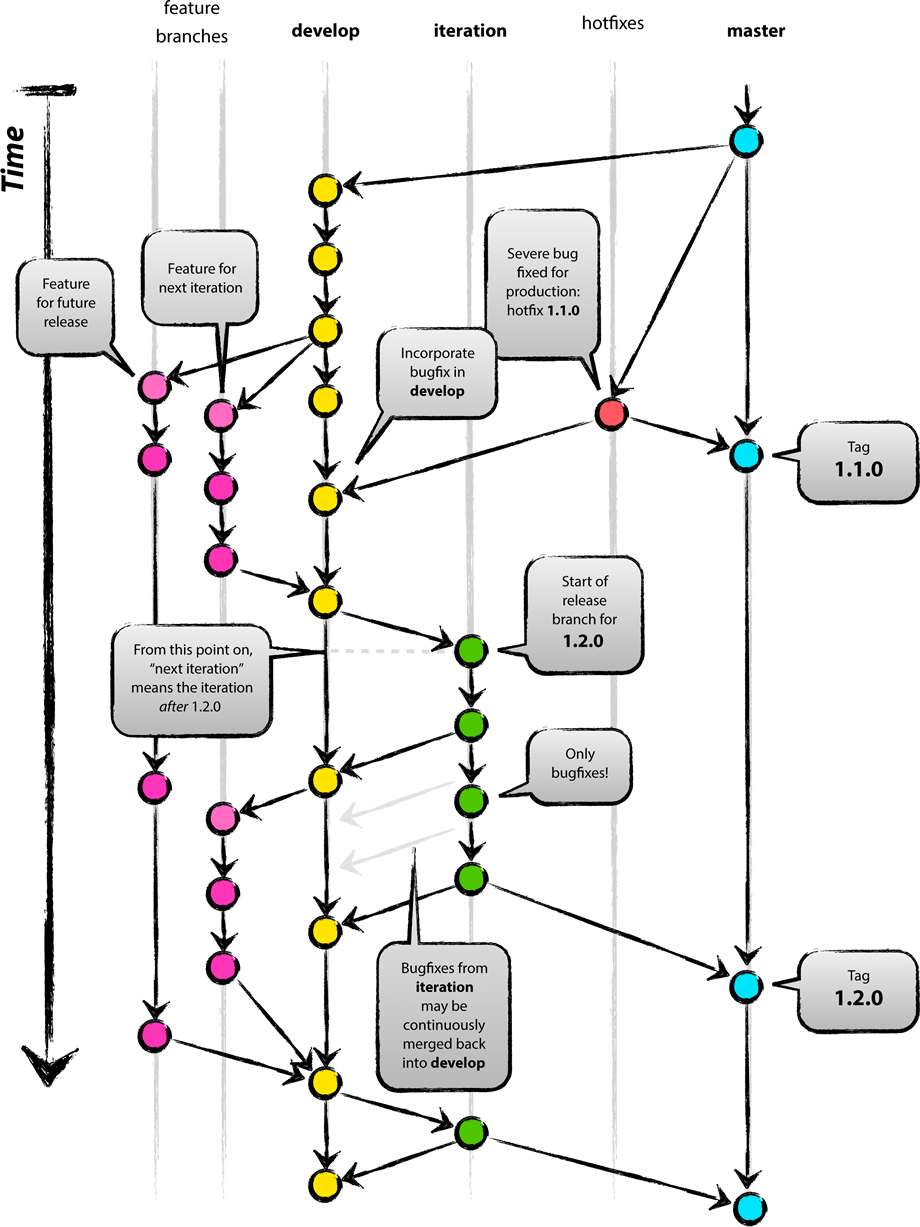 feature
branches
develop
iteration
hotfixes
master
Time
Feature
for future
release
Feature for
next iteration
Severe bug
fixed for
production:
hotfix 1.1.0
Incorporate
bugfix in
develop
Tag
1.1.0
Start of
release
branch for
1.2.0
From this point on,
“next iteration”
means the iteration
after 1.2.0
Only
bugfixes!
Bugfixes from
iteration
may be
continuously
merged back
into develop
Tag
1.2.0